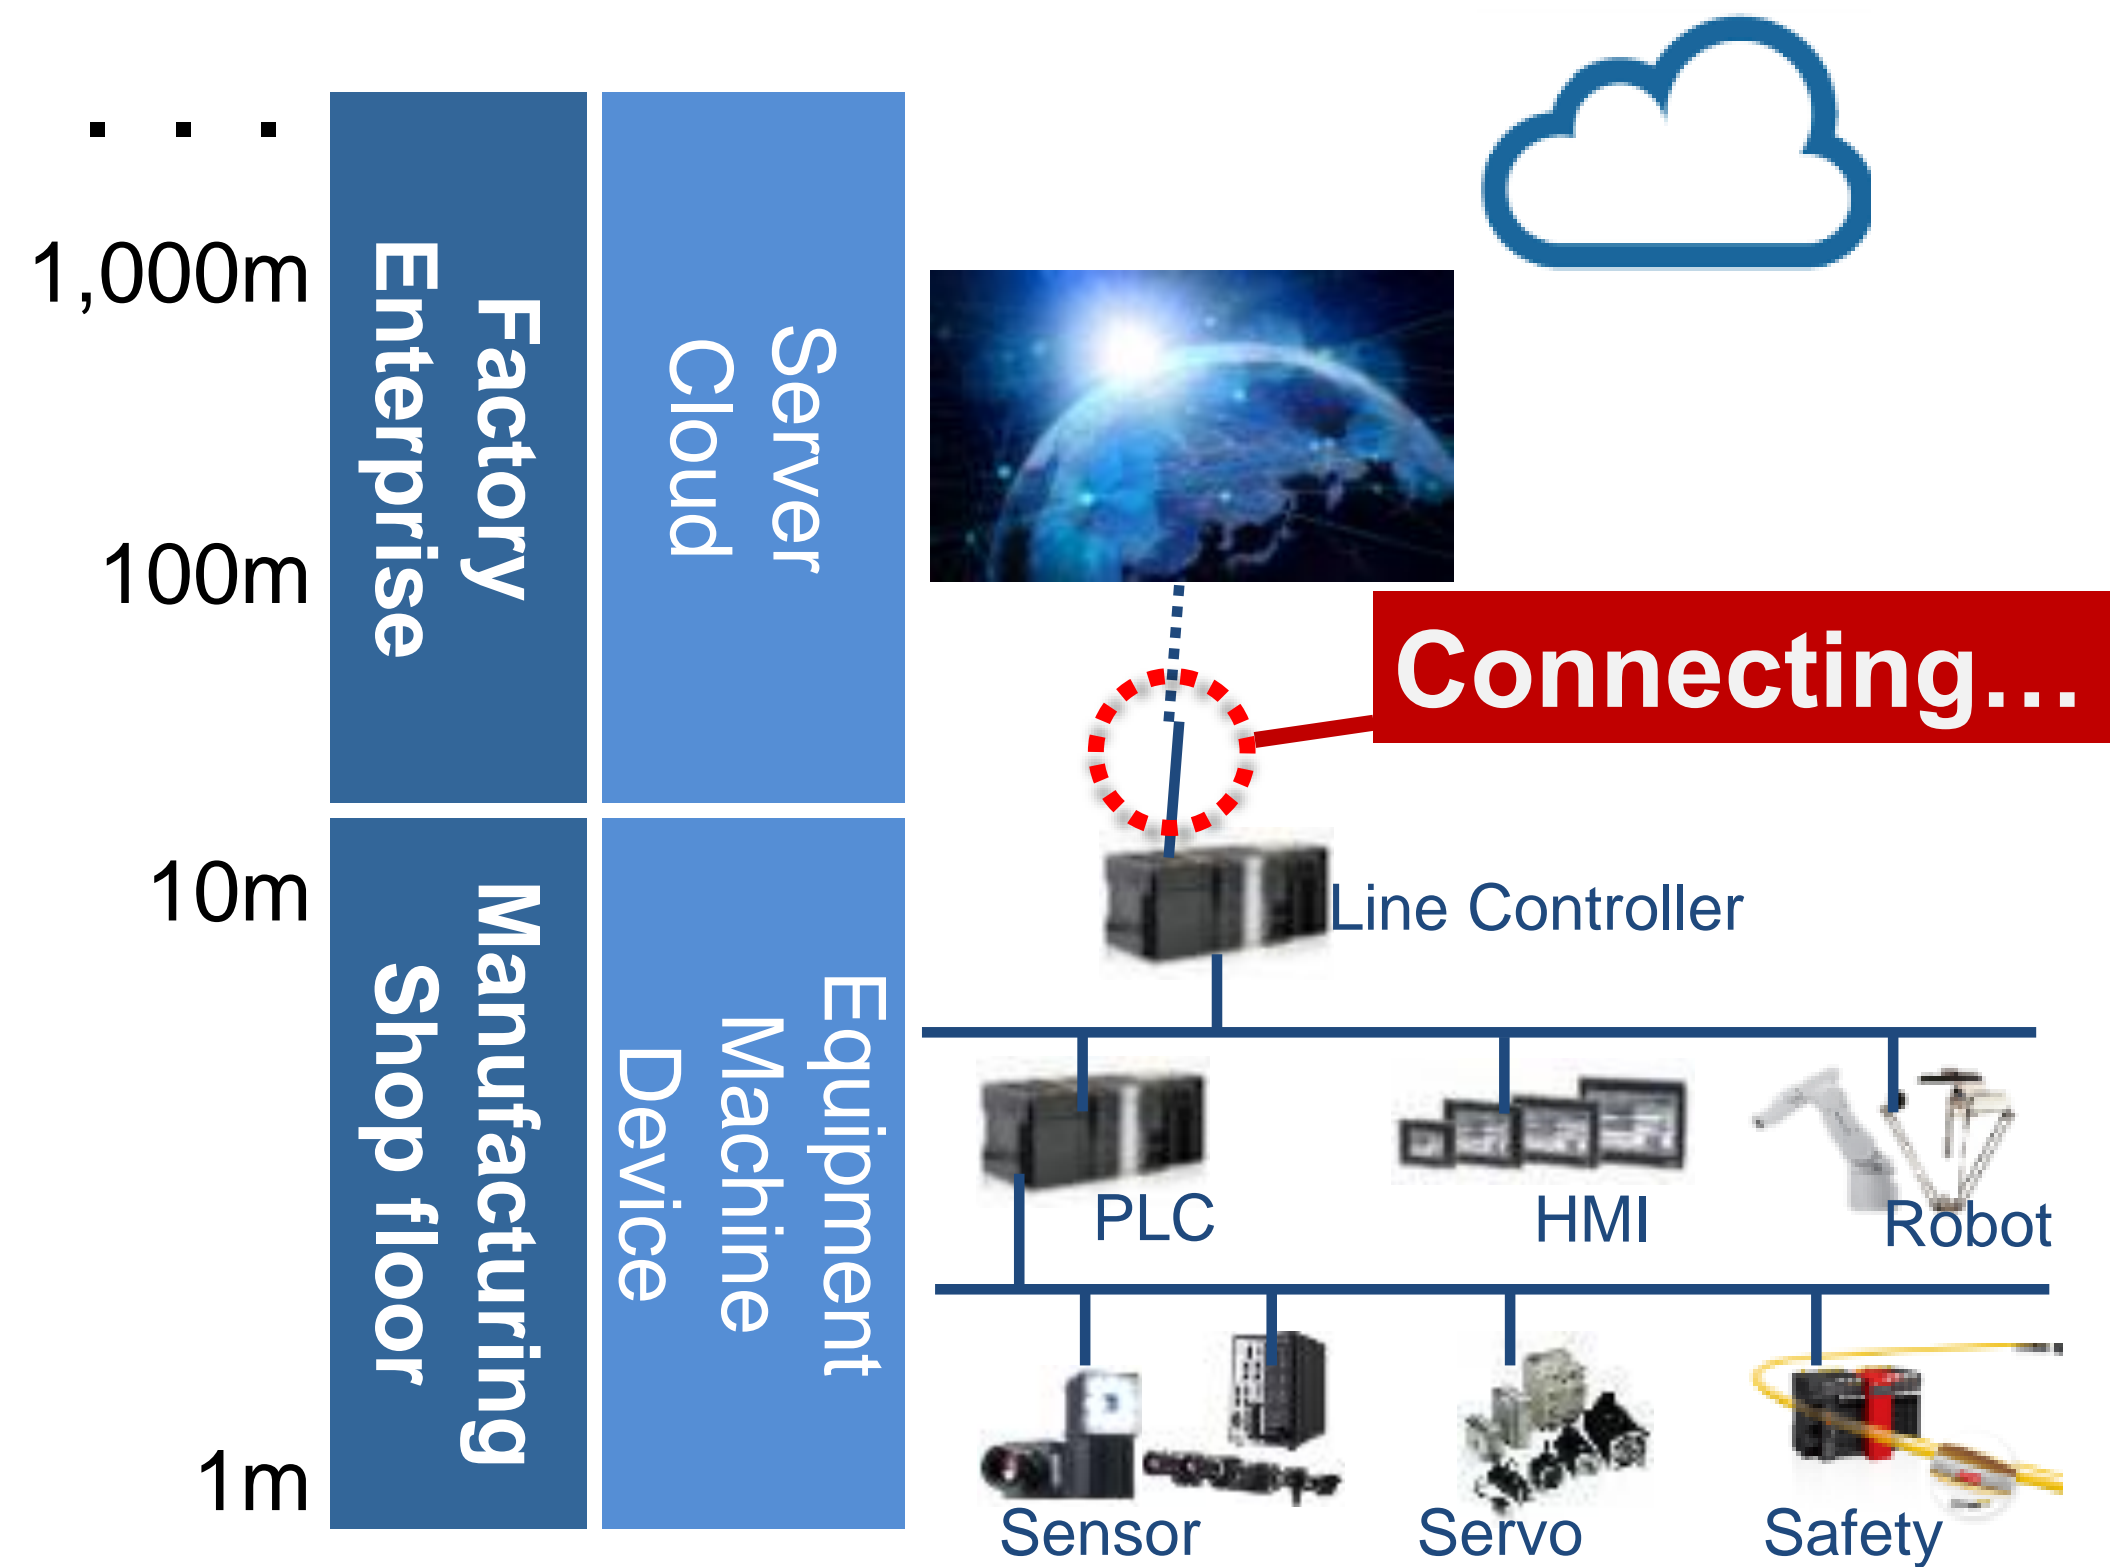 . . .
1,000m
100m
10m
1m
Factory
Enterprise
Server
Cloud
Manufacturing
Shop floor
Equipment
Machine
Device
Connecting...
Line Controller
PLC
HMI
Robot
Sensor
Servo
Safety